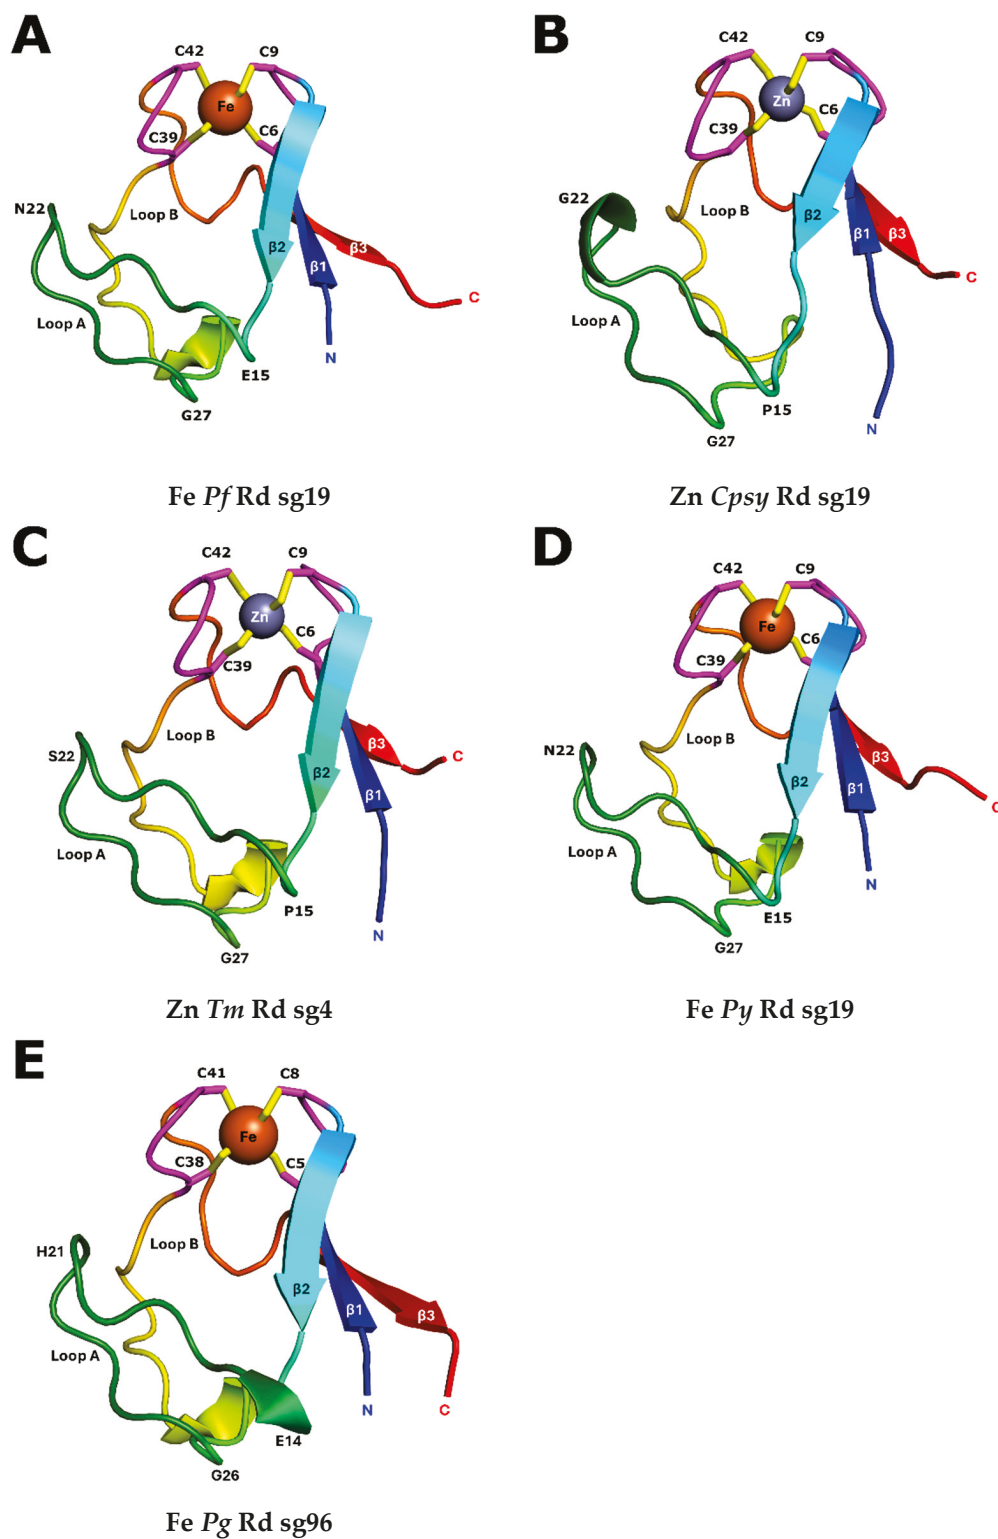 A
C42 C9
Fe
C39 C6
N22
Loop B
β2
β1
β3
C
Loop A
N
E15
G27
Fe Pf Rd sg19
B
C42 C9
Zn
C39 C6
G22
Loop B
β2
β1
β3
C
Loop A
P15
N
G27
Zn Cpsy Rd sg19
C
C42 C9
Zn
C6
C39
S22
Loop B
β3
C
β2
β1
Loop A
P15
N
G27
Zn Tm Rd sg4
D
C42 C9
Fe
C39 C6
N22
Loop B
β3
β2
β1
C
Loop A
N
E15
G27
Fe Py Rd sg19
E
C41 C8
Fe
C38 C5
H21
Loop B
β2
β1
β3
Loop A
N
C
E14
G26
Fe Pg Rd sg96